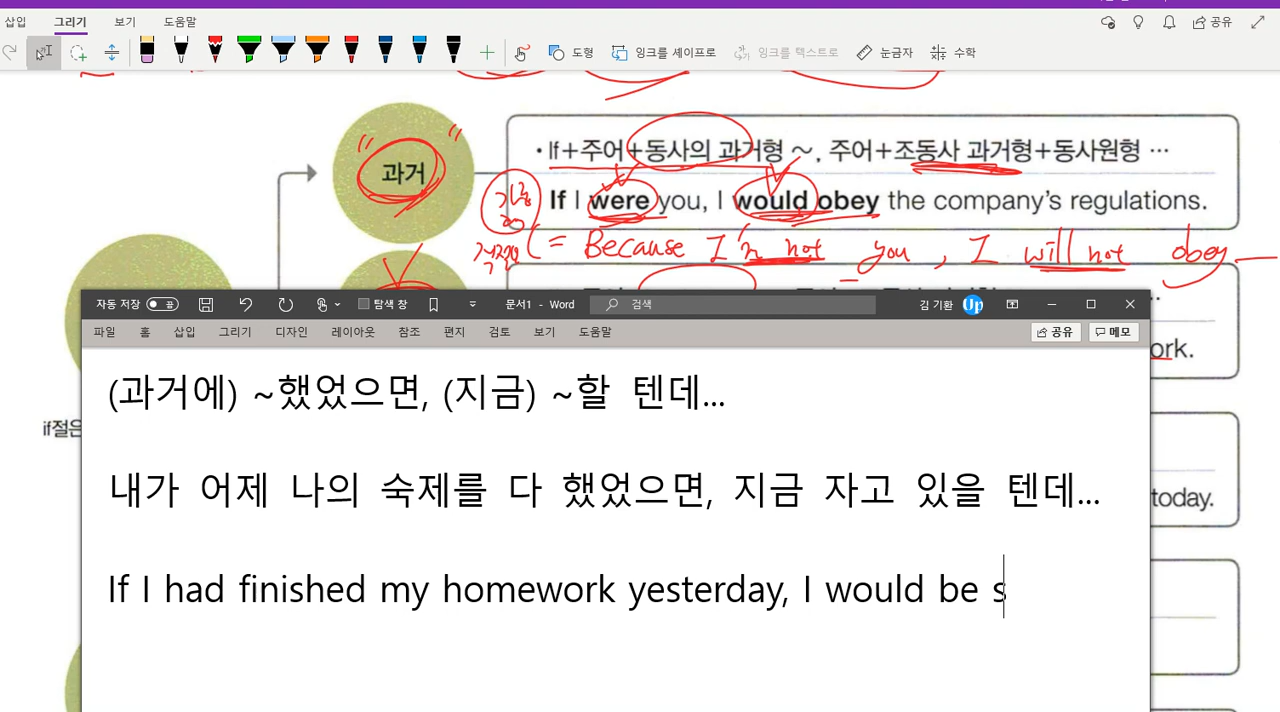 삽입 그리기 보기 도움말
공유
도형 잉크를 셰이프로 잉크를 텍스트로 눈금자 수학
" 과거 "
• If+주어+동사의 과거형 ~, 주어+조동사 과거형+동사원형 …
If I were you, I would obey the company's regulations.
직설법 (= Because I'm not you, I will not obey
자동 저장 끔 탐색 창 문서1 - Word 검색 김 기환
파일 홈 삽입 그리기 디자인 레이아웃 참조 편지 검토 보기 도움말 공유 메모
ork.
(과거에) ~했었으면, (지금) ~할 텐데...
if절은
내가 어제 나의 숙제를 다 했었으면, 지금 자고 있을 텐데...
today.
If I had finished my homework yesterday, I would be s